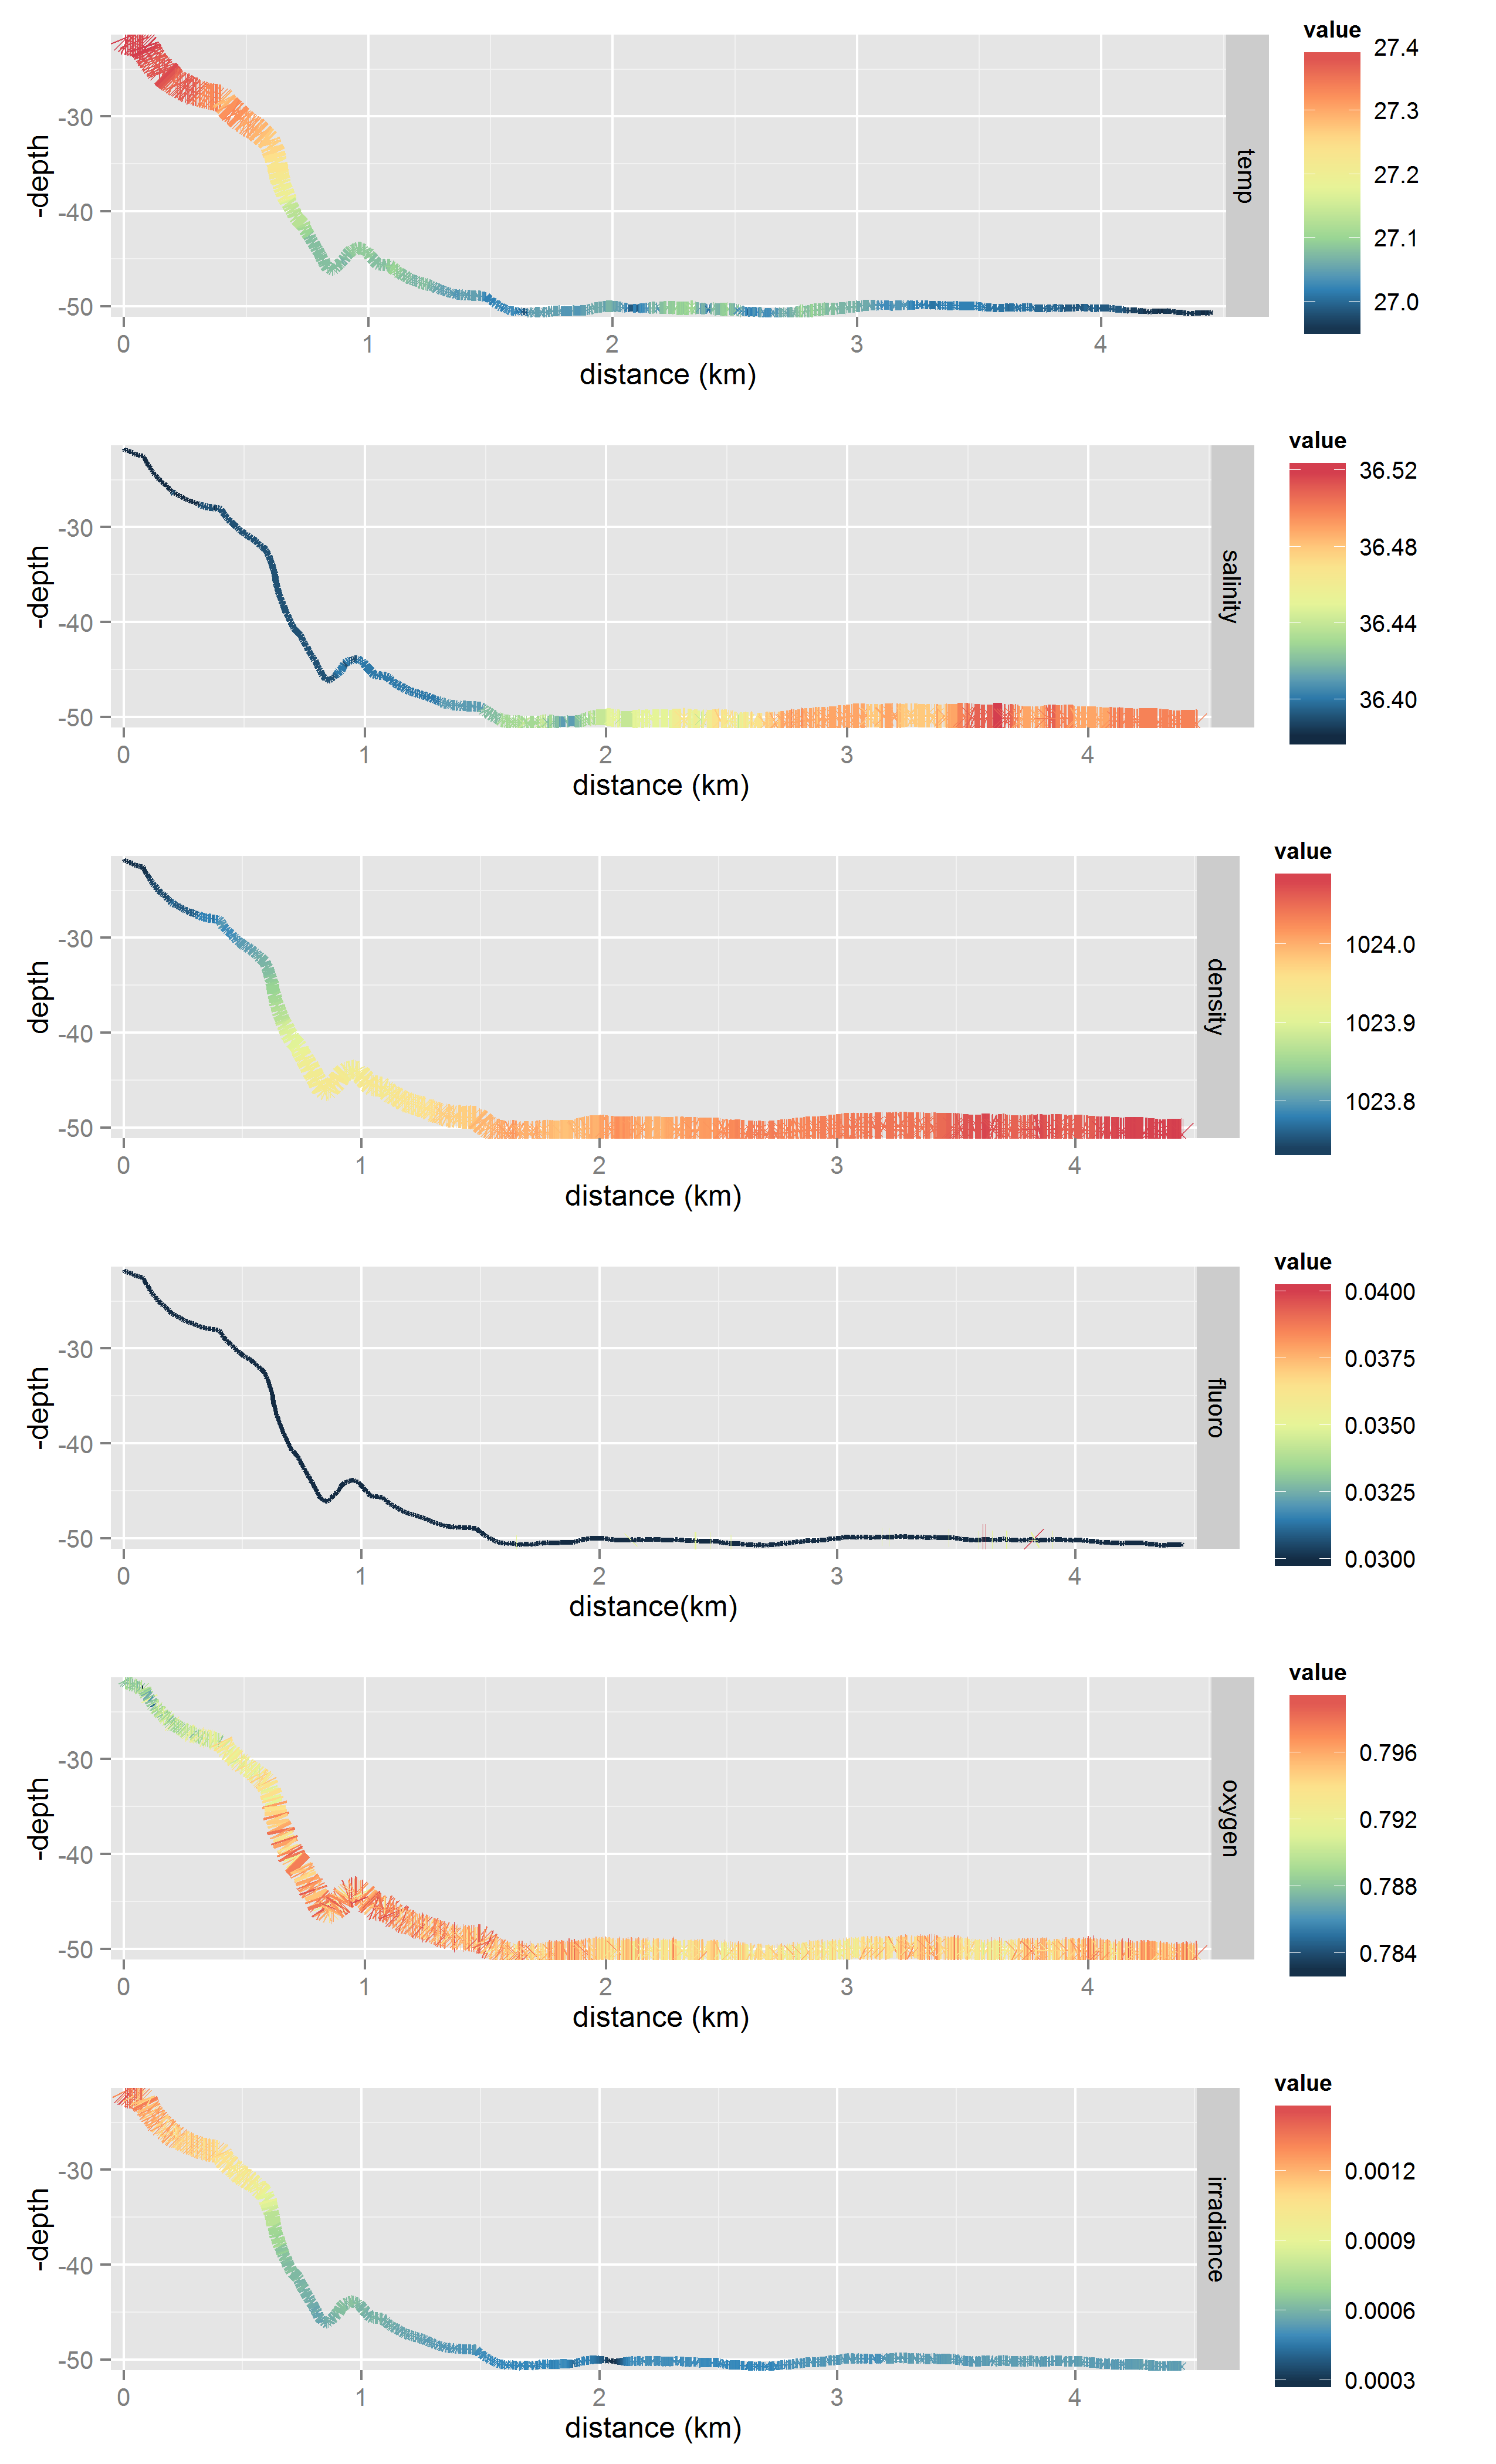 value
27.4
27.3
27.2
27.1
27.0
-depth
-30
-40
-50
temp
0 1 2 3 4
distance (km)
value
36.52
36.48
36.44
36.40
-depth
-30
-40
-50
salinity
0 1 2 3 4
distance (km)
value
1024.0
1023.9
1023.8
depth
-30
-40
-50
density
0 1 2 3 4
distance (km)
value
0.0400
0.0375
0.0350
0.0325
0.0300
-depth
-30
-40
-50
fluoro
0 1 2 3 4
distance(km)
value
0.796
0.792
0.788
0.784
-depth
-30
-40
-50
oxygen
0 1 2 3 4
distance (km)
value
0.0012
0.0009
0.0006
0.0003
-depth
-30
-40
-50
irradiance
0 1 2 3 4
distance (km)